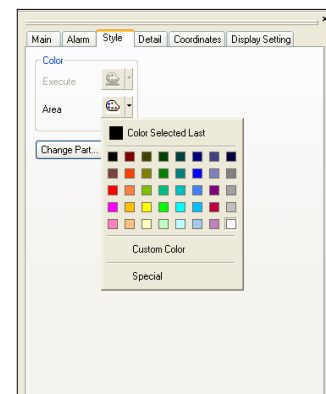 Main Alarm Style Detail Coordinates Display Setting
Color
Execute
Area
Color Selected Last
Change Part...
Custom Color
Special